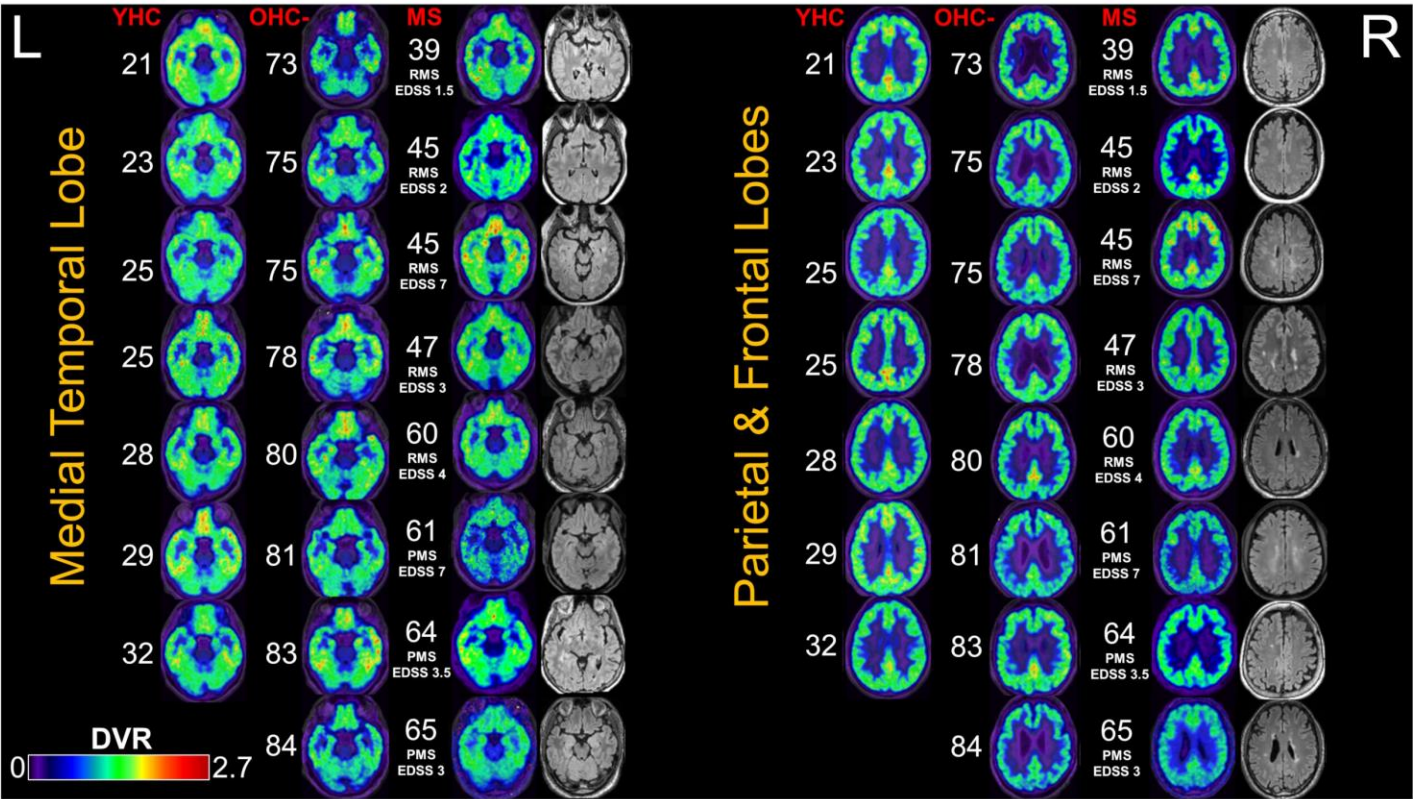 L
Medial Temporal Lobe
YHC OHC- MS
21 73 39
RMS
EDSS 1.5
23 75 45
RMS
EDSS 2
25 75 45
RMS
EDSS 7
25 78 47
RMS
EDSS 3
28 80 60
RMS
EDSS 4
29 81 61
PMS
EDSS 7
32 83 64
PMS
EDSS 3.5
84 65
PMS
EDSS 3
DVR
0 2.7
Parietal & Frontal Lobes
YHC OHC- MS
R
21 73 39
RMS
EDSS 1.5
23 75 45
RMS
EDSS 2
25 75 45
RMS
EDSS 7
25 78 47
RMS
EDSS 3
28 80 60
RMS
EDSS 4
29 81 61
PMS
EDSS 7
32 83 64
PMS
EDSS 3.5
84 65
PMS
EDSS 3